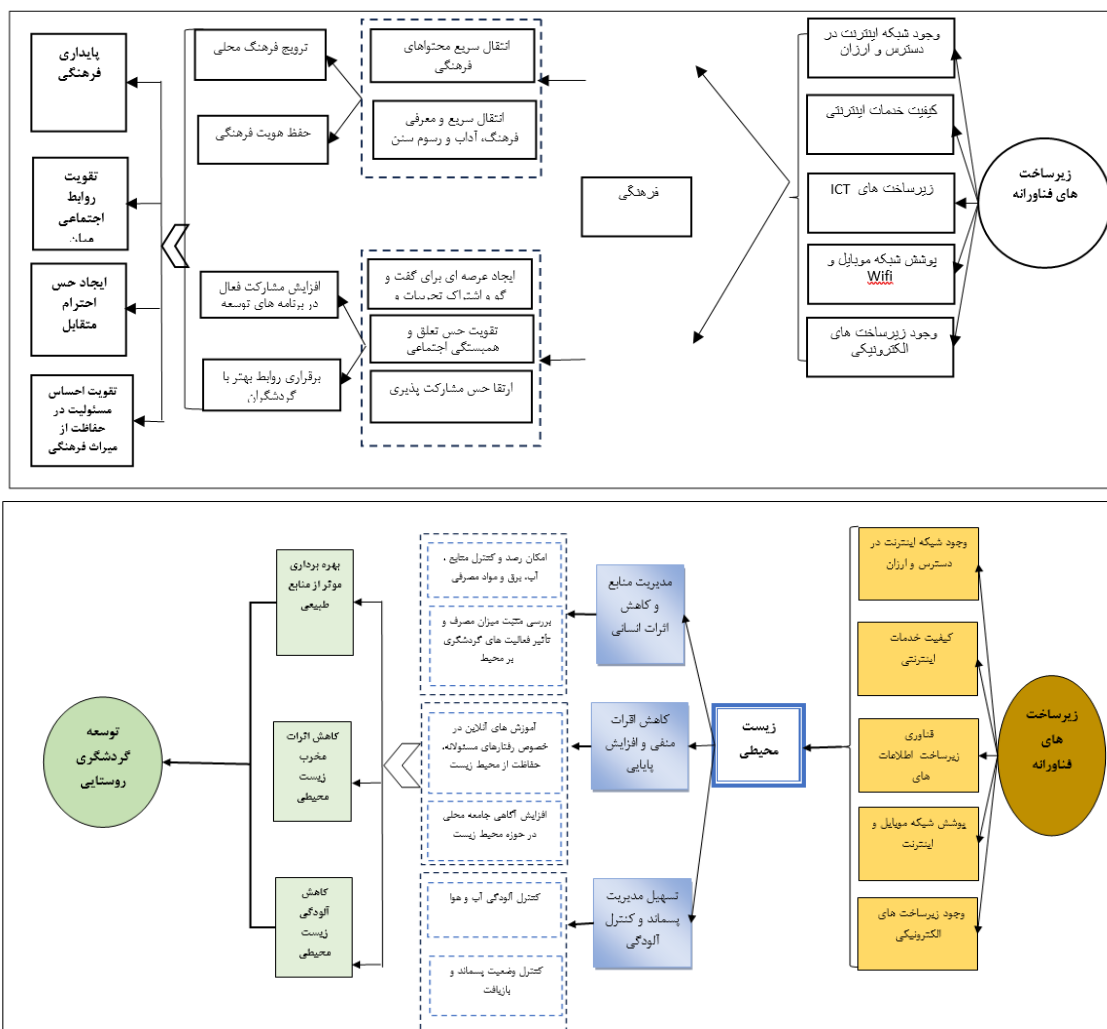 زیرساخت
های فناورانه
وجود شبکه اینترنت در
دسترس و ارزان
کیفیت خدمات اینترنتی
زیرساخت های ICT
پوشش شبکه موبایل و
Wifi
وجود زیرساخت های
الکترونیکی
فرهنگی
انتقال سریع محتواهای
فرهنگی
انتقال سریع و معرفی
فرهنگ، آداب و رسوم سنن
ایجاد عرصه ای برای گفت و
گو و اشتراک تجربیات و
تقویت حس تعلق و
همبستگی اجتماعی
ارتقا حس مشارکت پذیری
ترویج فرهنگ محلی
حفظ هویت فرهنگی
افزایش مشارکت فعال
در برنامه های توسعه
برقراری روابط بهتر با
گردشگران
پایداری
فرهنگی
تقویت
روابط
اجتماعی
میان
ایجاد حس
احترام
متقابل
تقویت احساس
مسئولیت در
حفاظت از
میراث فرهنگی
زیرساخت
های
فناورانه
وجود شبکه اینترنت در
دسترس و ارزان
کیفیت خدمات
اینترنتی
فناوری
زیرساخت اطلاعات
های
پوشش شبکه موبایل و
اینترنت
وجود زیرساخت های
الکترونیکی
زیست
محیطی
مدیریت منابع
و کاهش
اثرات انسانی
کاهش اثرات
منفی و افزایش
پایایی
تسهیل مدیریت
پسماند و کنترل
آلودگی
امکان رصد و کنترل منابع ،
آب، برق و مواد مصرفی
بررسی مثبت میزان مصرف و
تأثیر فعالیت های گردشگری
بر محیط
آموزش های آنلاین در
خصوص رفتارهای مسئولانه،
حفاظت از محیط زیست
افزایش آگاهی جامعه محلی
در حوزه محیط زیست
کنترل آلودگی آب و هوا
کنترل وضعیت پسماند و
بازیافت
بهره برداری
موثر از منابع
طبیعی
کاهش اثرات
مخرب
زیست
محیطی
کاهش
آلودگی
زیست
محیطی
توسعه
گردشگری
روستایی